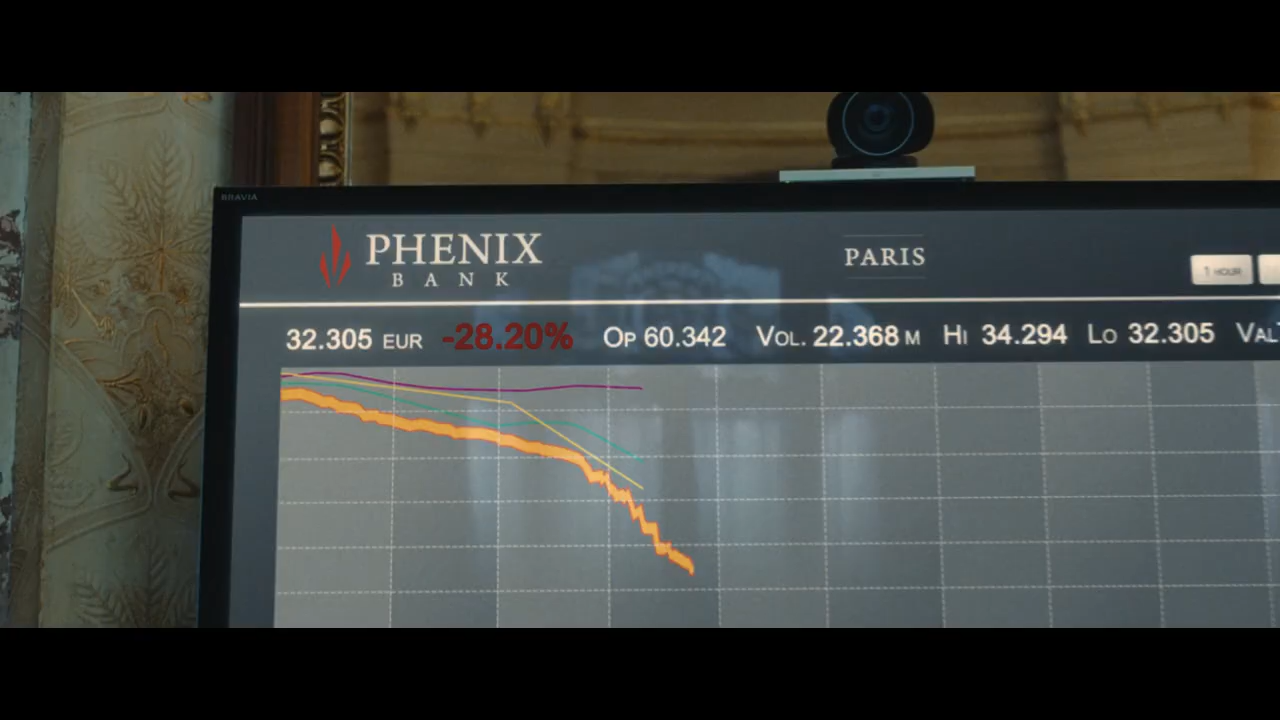 BRAVIA
PHENIX
BANK
PARIS
1 HOUR
32.305 EUR -28.20% OP 60.342 VOL. 22.368 M HI 34.294 LO 32.305 VAL